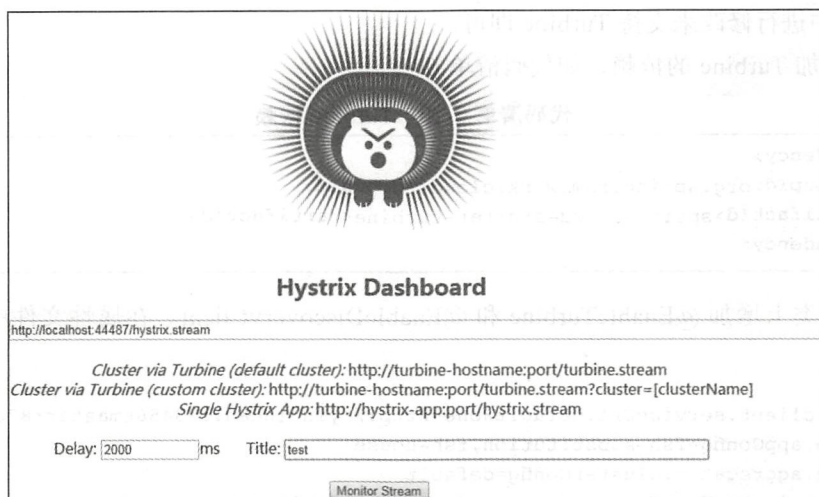 Hystrix Dashboard
http://localhost:44487/hystrix.stream
Cluster via Turbine (default cluster): http://turbine-hostname:port/turbine.stream
Cluster via Turbine (custom cluster): http://turbine-hostname:port/turbine.stream?cluster=[clusterName]
Single Hystrix App: http://hystrix-app:port/hystrix.stream
Delay: 2000 ms Title: test
Monitor Stream